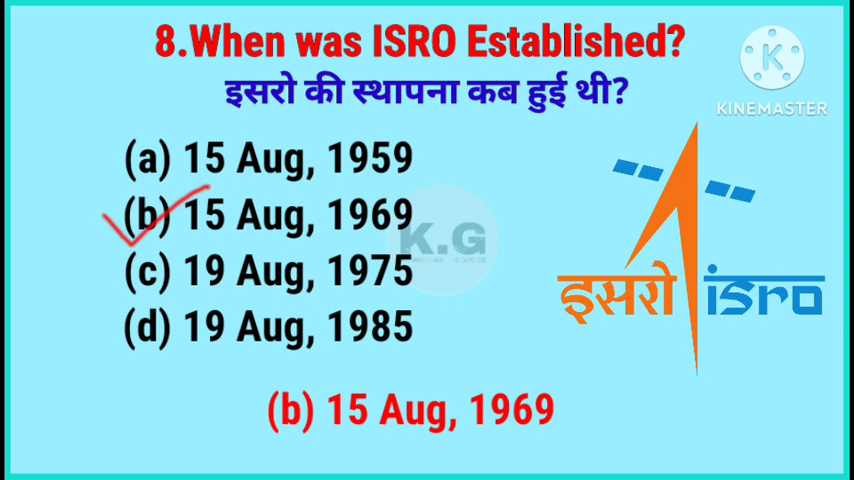 8.When was ISRO Established?
इसरो की स्थापना कब हुई थी?
KINEMASTER
(a) 15 Aug, 1959
(b) 15 Aug, 1969
(c) 19 Aug, 1975
(d) 19 Aug, 1985
K.G
इसरो isro
(b) 15 Aug, 1969